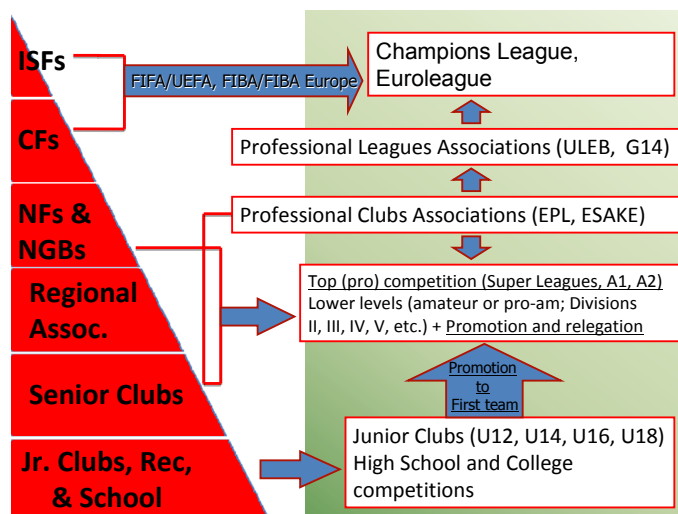 ISFs
CFs
NFs &
NGBs
Regional
Assoc.
Senior Clubs
Jr. Clubs, Rec,
& School
FIFA/UEFA, FIBA/FIBA Europe
Champions League,
Euroleague
Professional Leagues Associations (ULEB, G14)
Professional Clubs Associations (EPL, ESAKE)
Top (pro) competition (Super Leagues, A1, A2)
Lower levels (amateur or pro-am; Divisions
II, III, IV, V, etc.) + Promotion and relegation
Promotion
to
First team
Junior Clubs (U12, U14, U16, U18)
High School and College
competitions